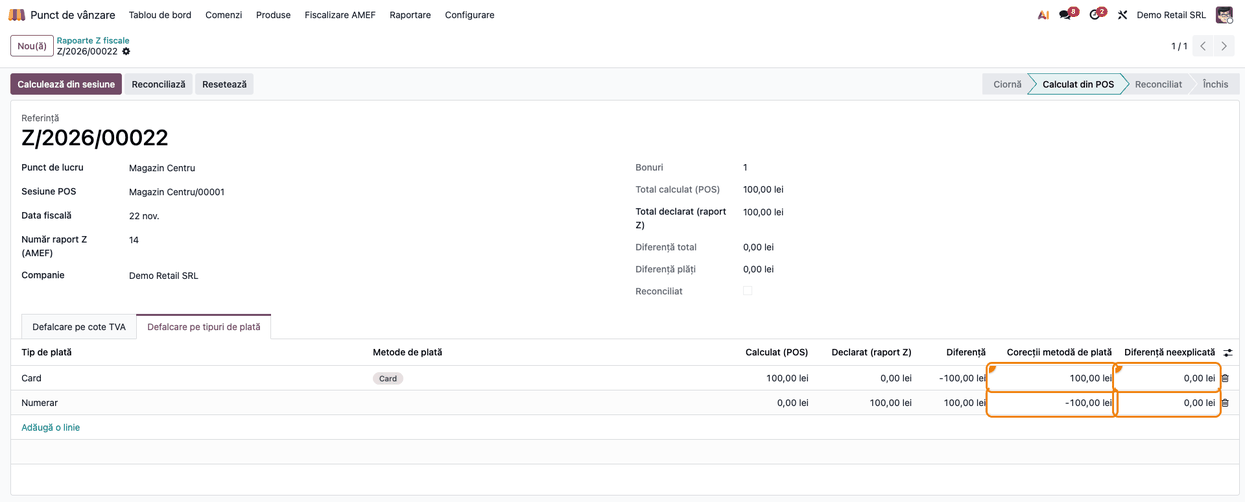 Punct de vânzare Tablou de bord Comenzi Produse Fiscalizare AMEF Raportare Configurare AI 8 2 Demo Retail SRL
Nou(ă) Rapoarte Z fiscale
Z/2026/00022
1 / 1
Calculează din sesiune Reconciliază Resetează Ciornă Calculat din POS Reconciliat Închis
Referință
Z/2026/00022
Punct de lucru Magazin Centru
Sesiune POS Magazin Centru/00001
Data fiscală 22 nov.
Număr raport Z
(AMEF) 14
Companie Demo Retail SRL
Bonuri 1
Total calculat (POS) 100,00 lei
Total declarat (raport
Z) 100,00 lei
Diferență total 0,00 lei
Diferență plăți 0,00 lei
Reconciliat
Defalcare pe cote TVA Defalcare pe tipuri de plată
Tip de plată Metode de plată Calculat (POS) Declarat (raport Z) Diferență Corecții metodă de plată Diferență neexplicată
Card Card 100,00 lei 0,00 lei -100,00 lei 100,00 lei 0,00 lei
Numerar 0,00 lei 100,00 lei 100,00 lei -100,00 lei 0,00 lei
Adăugă o linie